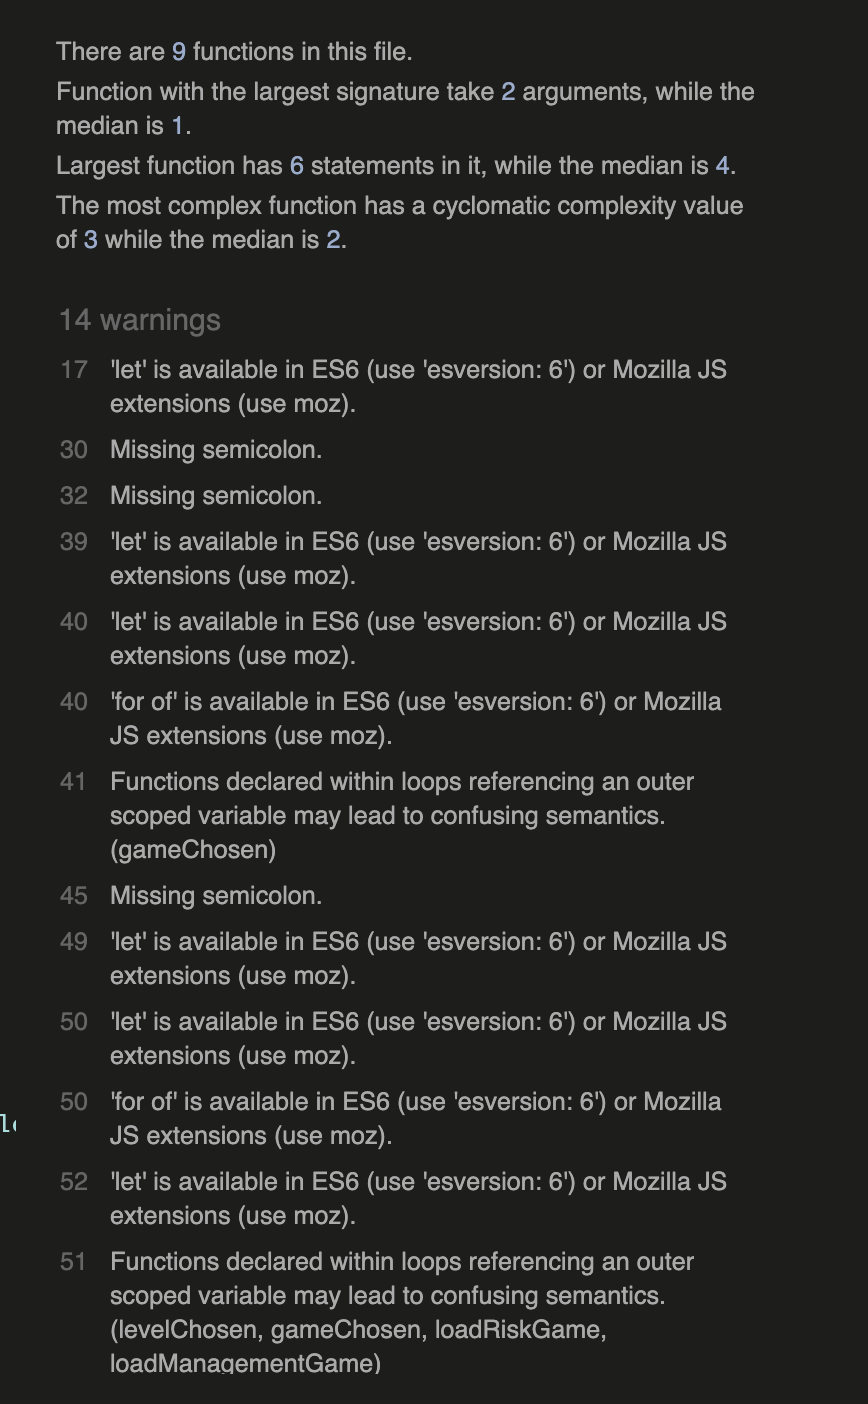 There are 9 functions in this file.
Function with the largest signature take 2 arguments, while the
median is 1.
Largest function has 6 statements in it, while the median is 4.
The most complex function has a cyclomatic complexity value
of 3 while the median is 2.
14 warnings
17 'let' is available in ES6 (use 'esversion: 6') or Mozilla JS
extensions (use moz).
30 Missing semicolon.
32 Missing semicolon.
39 'let' is available in ES6 (use 'esversion: 6') or Mozilla JS
extensions (use moz).
40 'let' is available in ES6 (use 'esversion: 6') or Mozilla JS
extensions (use moz).
40 'for of' is available in ES6 (use 'esversion: 6') or Mozilla
JS extensions (use moz).
41 Functions declared within loops referencing an outer
scoped variable may lead to confusing semantics.
(gameChosen)
45 Missing semicolon.
49 'let' is available in ES6 (use 'esversion: 6') or Mozilla JS
extensions (use moz).
50 'let' is available in ES6 (use 'esversion: 6') or Mozilla JS
extensions (use moz).
50 'for of' is available in ES6 (use 'esversion: 6') or Mozilla
JS extensions (use moz).
52 'let' is available in ES6 (use 'esversion: 6') or Mozilla JS
extensions (use moz).
51 Functions declared within loops referencing an outer
scoped variable may lead to confusing semantics.
(levelChosen, gameChosen, loadRiskGame,
loadManagementGame)